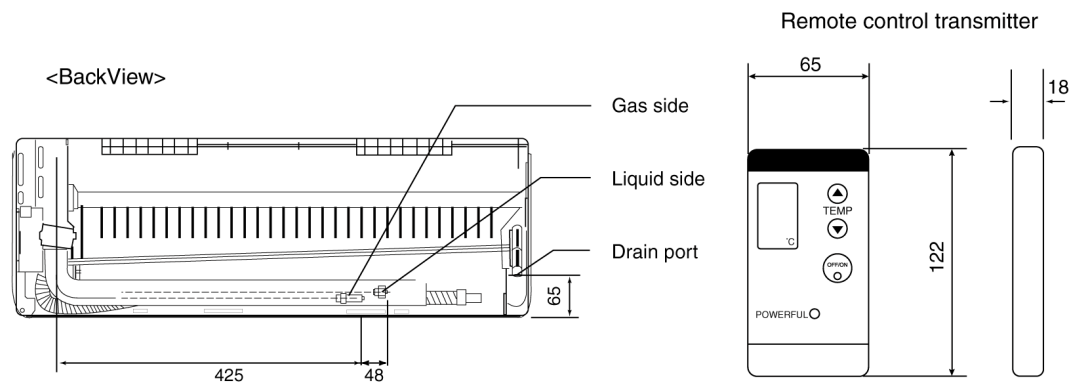 Remote control transmitter
<BackView>
65
18
Gas side
Liquid side
Drain port
TEMP
°C
OFF/ON
122
65
POWERFUL
425
48